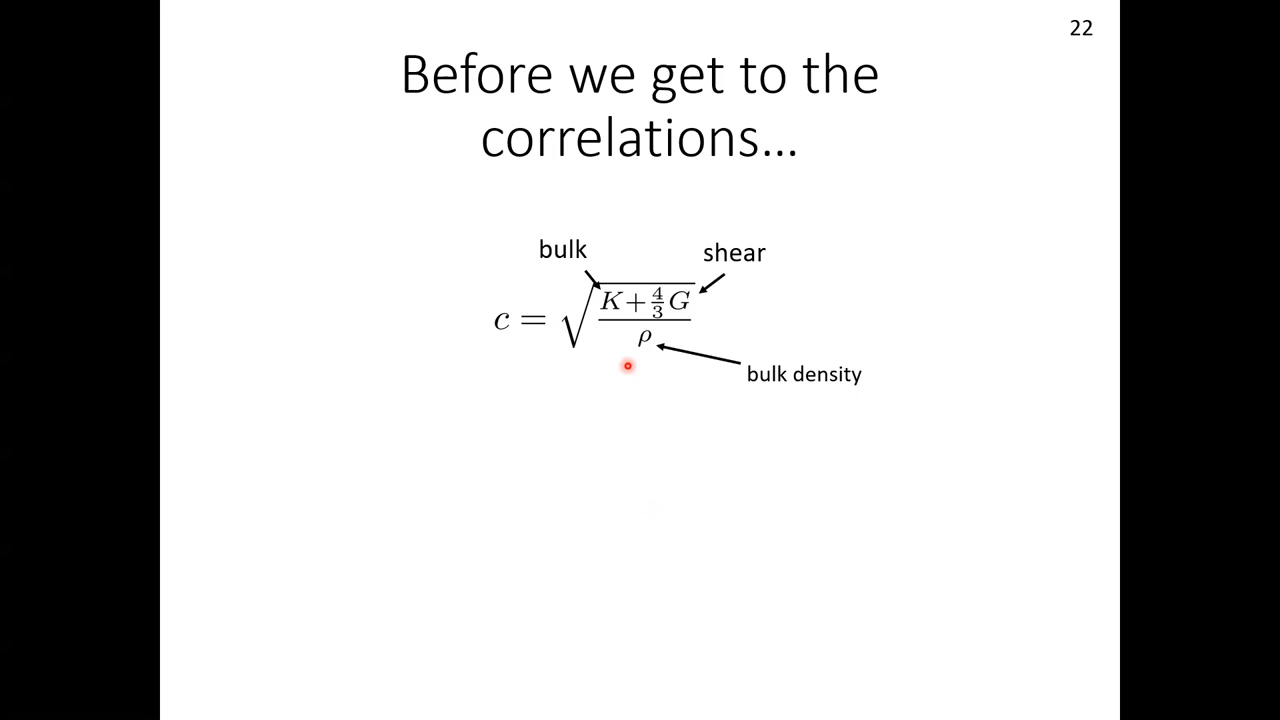 22
Before we get to the
correlations...
bulk
shear
c = √((K + 4/3 G)/ρ)
bulk density